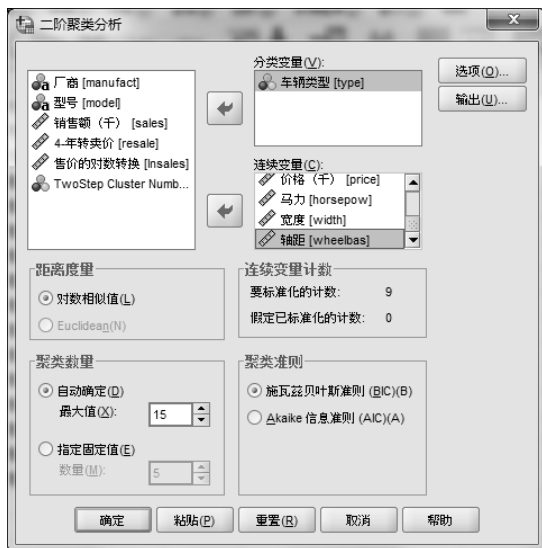 二阶聚类分析
分类变量(V):
厂商 [manufact]
型号 [model]
销售额（千） [sales]
4-年转卖价 [resale]
售价的对数转换 [lnsales]
TwoStep Cluster Numb...
车辆类型 [type]
选项(O)...
输出(U)...
连续变量(C):
价格（千） [price]
马力 [horsepow]
宽度 [width]
轴距 [wheelbas]
距离度量
对数相似值(L)
Euclidean(N)
连续变量计数
要标准化的计数: 9
假定已标准化的计数: 0
聚类数量
自动确定(D)
最大值(X): 15
指定固定值(E)
数量(M): 5
聚类准则
施瓦兹贝叶斯准则 (BIC)(B)
Akaike 信息准则 (AIC)(A)
确定 粘贴(P) 重置(R) 取消 帮助